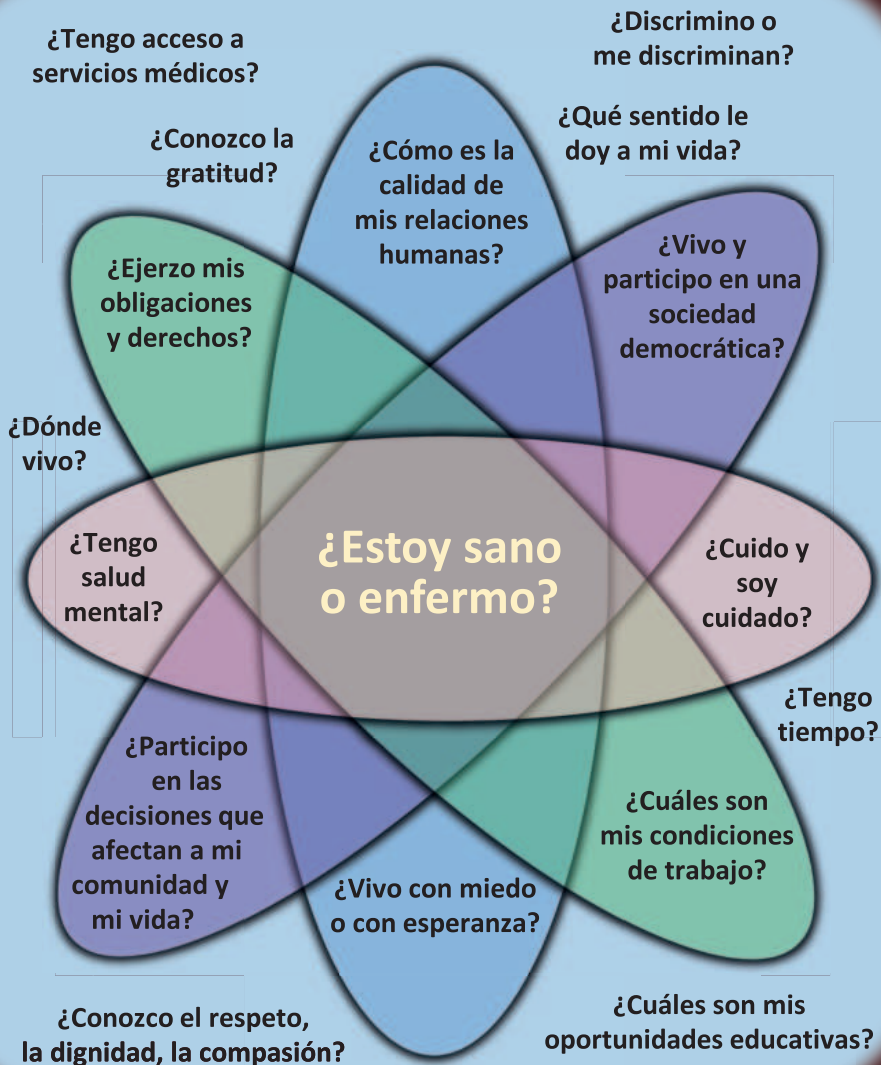 ¿Tengo acceso a
servicios médicos?
¿Discrimino o
me discriminan?
¿Conozco la
gratitud?
¿Qué sentido le
doy a mi vida?
¿Cómo es la
calidad de
mis relaciones
humanas?
¿Ejerzo mis
obligaciones
y derechos?
¿Vivo y
participo en una
sociedad
democrática?
¿Dónde
vivo?
¿Tengo
salud
mental?
¿Estoy sano
o enfermo?
¿Cuido y
soy
cuidado?
¿Tengo
tiempo?
¿Participo
en las
decisiones que
afectan a mi
comunidad y
mi vida?
¿Cuáles son
mis condiciones
de trabajo?
¿Vivo con miedo
o con esperanza?
¿Conozco el respeto,
la dignidad, la compasión?
¿Cuáles son mis
oportunidades educativas?